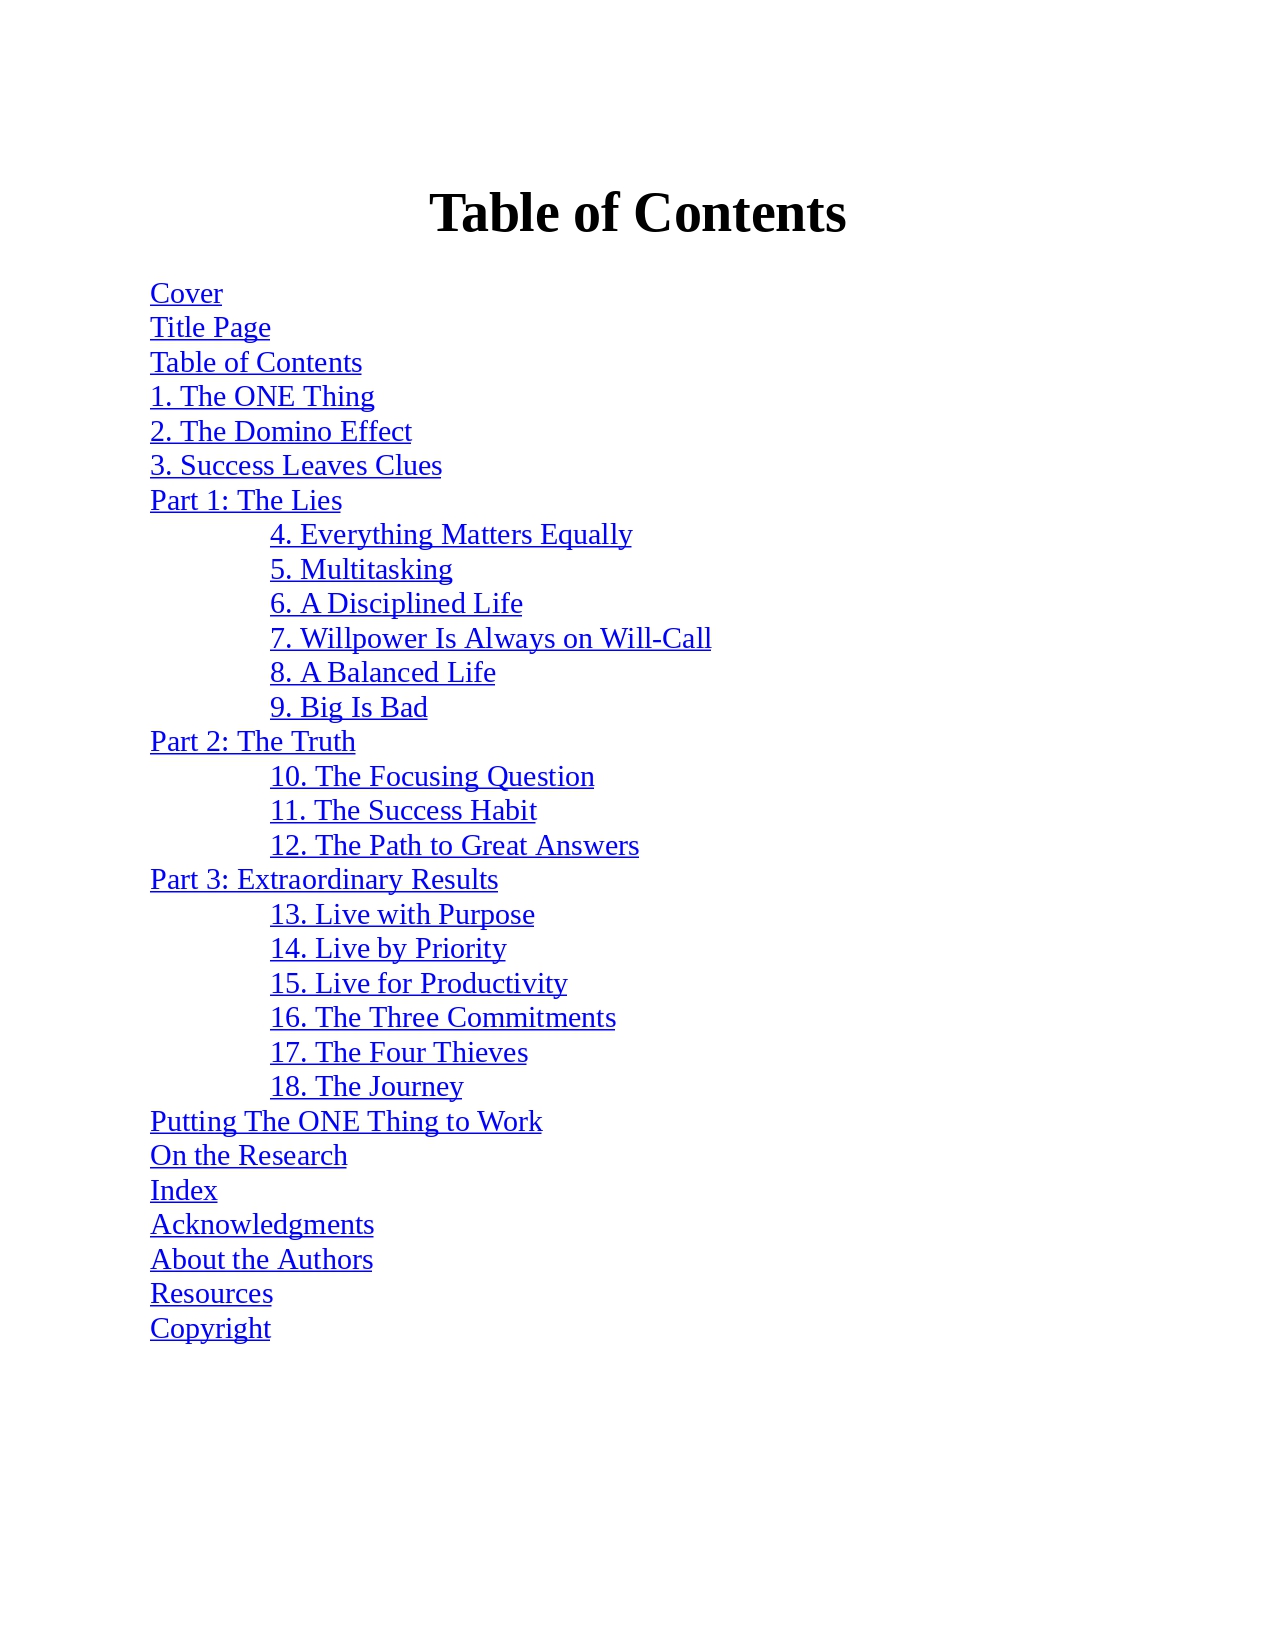 Table of Contents
Cover
Title Page
Table of Contents
1. The ONE Thing
2. The Domino Effect
3. Success Leaves Clues
Part 1: The Lies
4. Everything Matters Equally
5. Multitasking
6. A Disciplined Life
7. Willpower Is Always on Will-Call
8. A Balanced Life
9. Big Is Bad
Part 2: The Truth
10. The Focusing Question
11. The Success Habit
12. The Path to Great Answers
Part 3: Extraordinary Results
13. Live with Purpose
14. Live by Priority
15. Live for Productivity
16. The Three Commitments
17. The Four Thieves
18. The Journey
Putting The ONE Thing to Work
On the Research
Index
Acknowledgments
About the Authors
Resources
Copyright